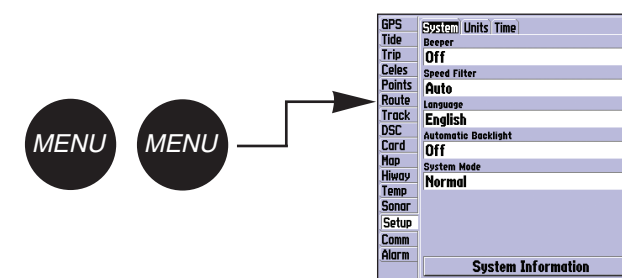 MENU MENU
GPS
Tide
Trip
Celes
Points
Route
Track
DSC
Card
Map
Hiway
Temp
Sonar
Setup
Comm
Alarm
System Units Time
Beeper
Off
Speed Filter
Auto
Language
English
Automatic Backlight
Off
System Mode
Normal
System Information